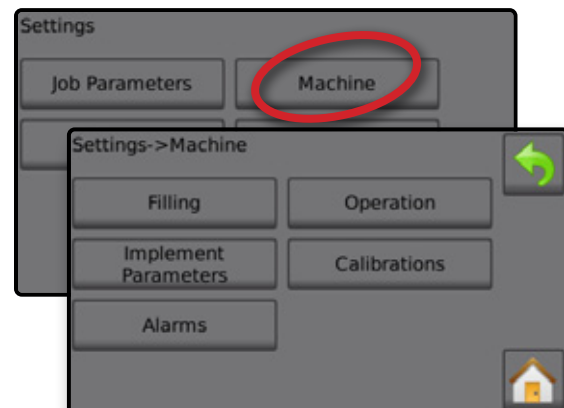 Settings
Job Parameters
Machine
Settings->Machine
Filling
Operation
Implement
Parameters
Calibrations
Alarms